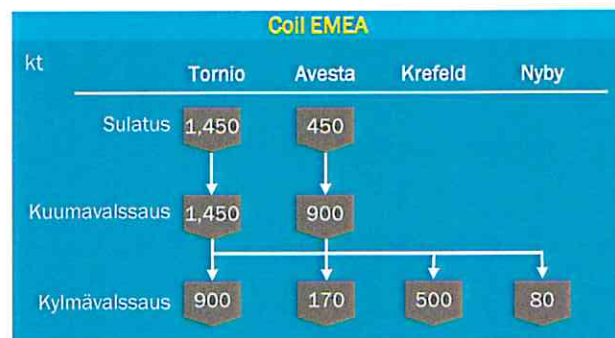 Coil EMEA
kt
Tornio Avesta Krefeld Nyby
Sulatus 1,450 450
Kuumavalssaus 1,450 900
Kylmävalssaus 900 170 500 80